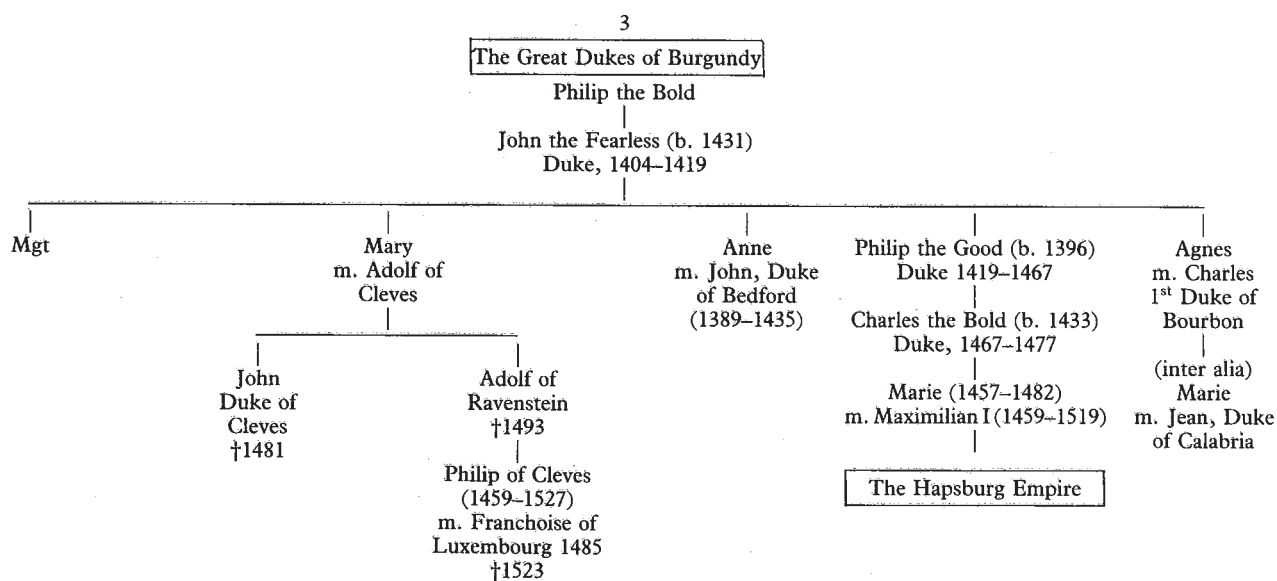 3
The Great Dukes of Burgundy
Philip the Bold
John the Fearless (b. 1431)
Duke, 1404–1419
Mgt
Mary
m. Adolf of
Cleves
John
Duke of
Cleves
†1481
Adolf of
Ravenstein
†1493
Philip of Cleves
(1459–1527)
m. Franchoise of
Luxembourg 1485
†1523
Anne
m. John, Duke
of Bedford
(1389–1435)
Philip the Good (b. 1396)
Duke 1419–1467
Charles the Bold (b. 1433)
Duke, 1467–1477
Marie (1457–1482)
m. Maximilian I (1459–1519)
The Hapsburg Empire
Agnes
m. Charles
1st Duke of
Bourbon
(inter alia)
Marie
m. Jean, Duke
of Calabria